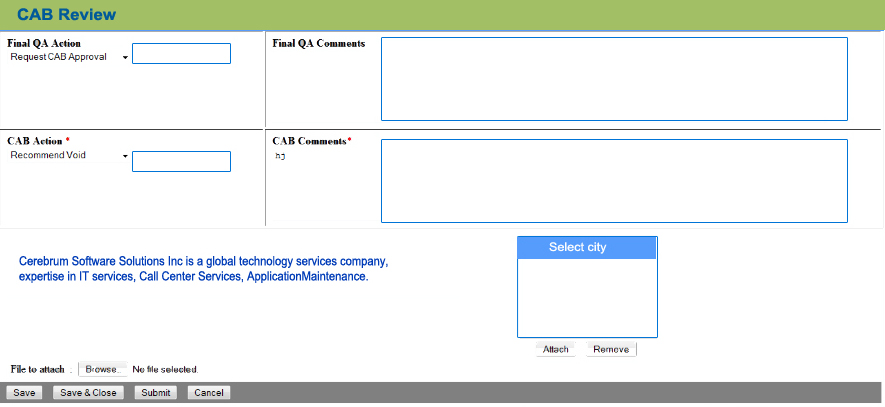 CAB Review
Final QA Action
Request CAB Approval
Final QA Comments
CAB Action *
Recommend Void
CAB Comments*
hj
Select city
Cerebrum Software Solutions Inc is a global technology services company,
expertise in IT services, Call Center Services, ApplicationMaintenance.
Attach Remove
File to attach : Browse... No file selected.
Save Save & Close Submit Cancel